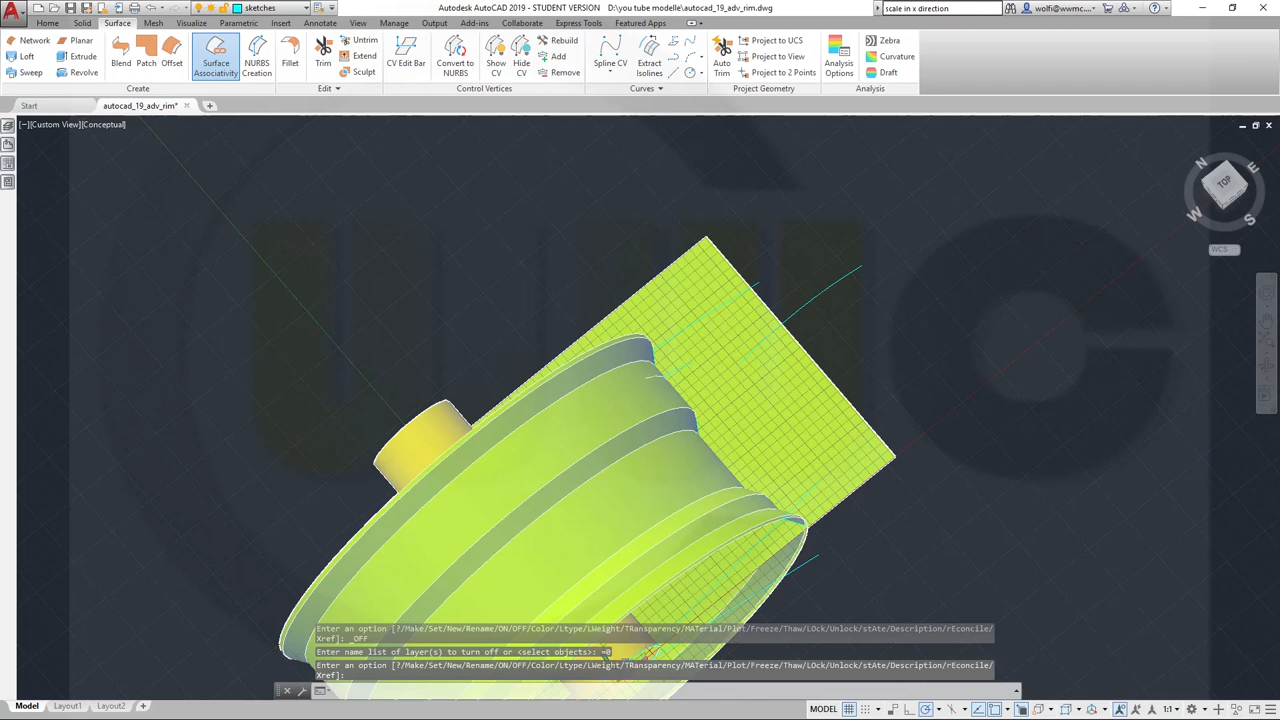 sketches
Autodesk AutoCAD 19 - STUDENT VERSION D:\you tube modelle\autocad_19_adv_rim.dwg
scale in x direction
wolfi@wvmc...
Home Solid Surface Mesh Visualize Parametric Insert Annotate View Manage Output Add-ins Collaborate Express Tools Featured Apps
Network Planar
Loft Extrude
Sweep Revolve
Blend Patch Offset
Surface
Associativity
NURBS
Creation
Fillet
Trim
Untrim
Extend
Sculpt
CV Edit Bar
Convert to
NURBS
Show
CV
Hide
CV
Rebuild
Add
Remove
Spline CV
Extract
Isolines
Auto
Trim
Project to UCS
Project to View
Project to 2 Points
Analysis
Options
Zebra
Curvature
Draft
Create Edit Control Vertices Curves Project Geometry Analysis
Start autocad_19_adv_rim*
[−][Custom View][Conceptual]
N E
TOP
W S
WCS
Enter an option [?/Make/Set/New/Rename/ON/OFF/Color/Ltype/LWeight/TRansparency/MATerial/Plot/Freeze/Thaw/LOck/Unlock/stAte/Description/rEconcile/
Xref]: _OFF
Enter name list of layer(s) to turn off or <select objects>: =0
Enter an option [?/Make/Set/New/Rename/ON/OFF/Color/Ltype/LWeight/TRansparency/MATerial/Plot/Freeze/Thaw/LOck/Unlock/stAte/Description/rEconcile/
Xref]:
Model Layout1 Layout2
MODEL 1:1